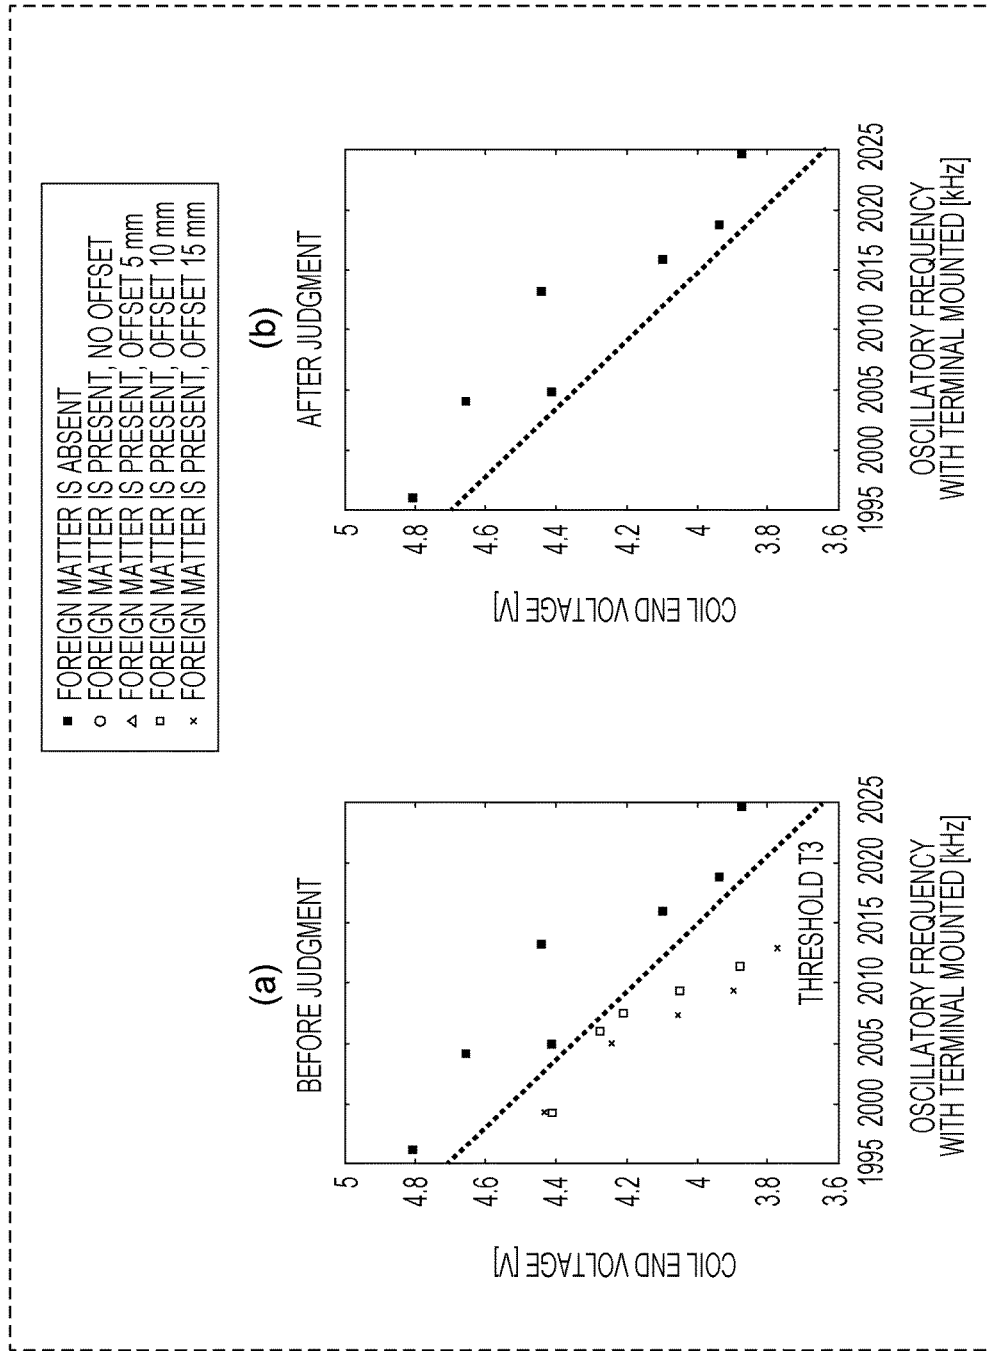 ■ FOREIGN MATTER IS ABSENT
○ FOREIGN MATTER IS PRESENT, NO OFFSET
△ FOREIGN MATTER IS PRESENT, OFFSET 5 mm
□ FOREIGN MATTER IS PRESENT, OFFSET 10 mm
× FOREIGN MATTER IS PRESENT, OFFSET 15 mm
(a)
BEFORE JUDGMENT
COIL END VOLTAGE [V]
5
4.8
4.6
4.4
4.2
4
3.8
3.6
THRESHOLD T3
1995 2000 2005 2010 2015 2020 2025
OSCILLATORY FREQUENCY
WITH TERMINAL MOUNTED [kHz]
(b)
AFTER JUDGMENT
COIL END VOLTAGE [V]
5
4.8
4.6
4.4
4.2
4
3.8
3.6
1995 2000 2005 2010 2015 2020 2025
OSCILLATORY FREQUENCY
WITH TERMINAL MOUNTED [kHz]